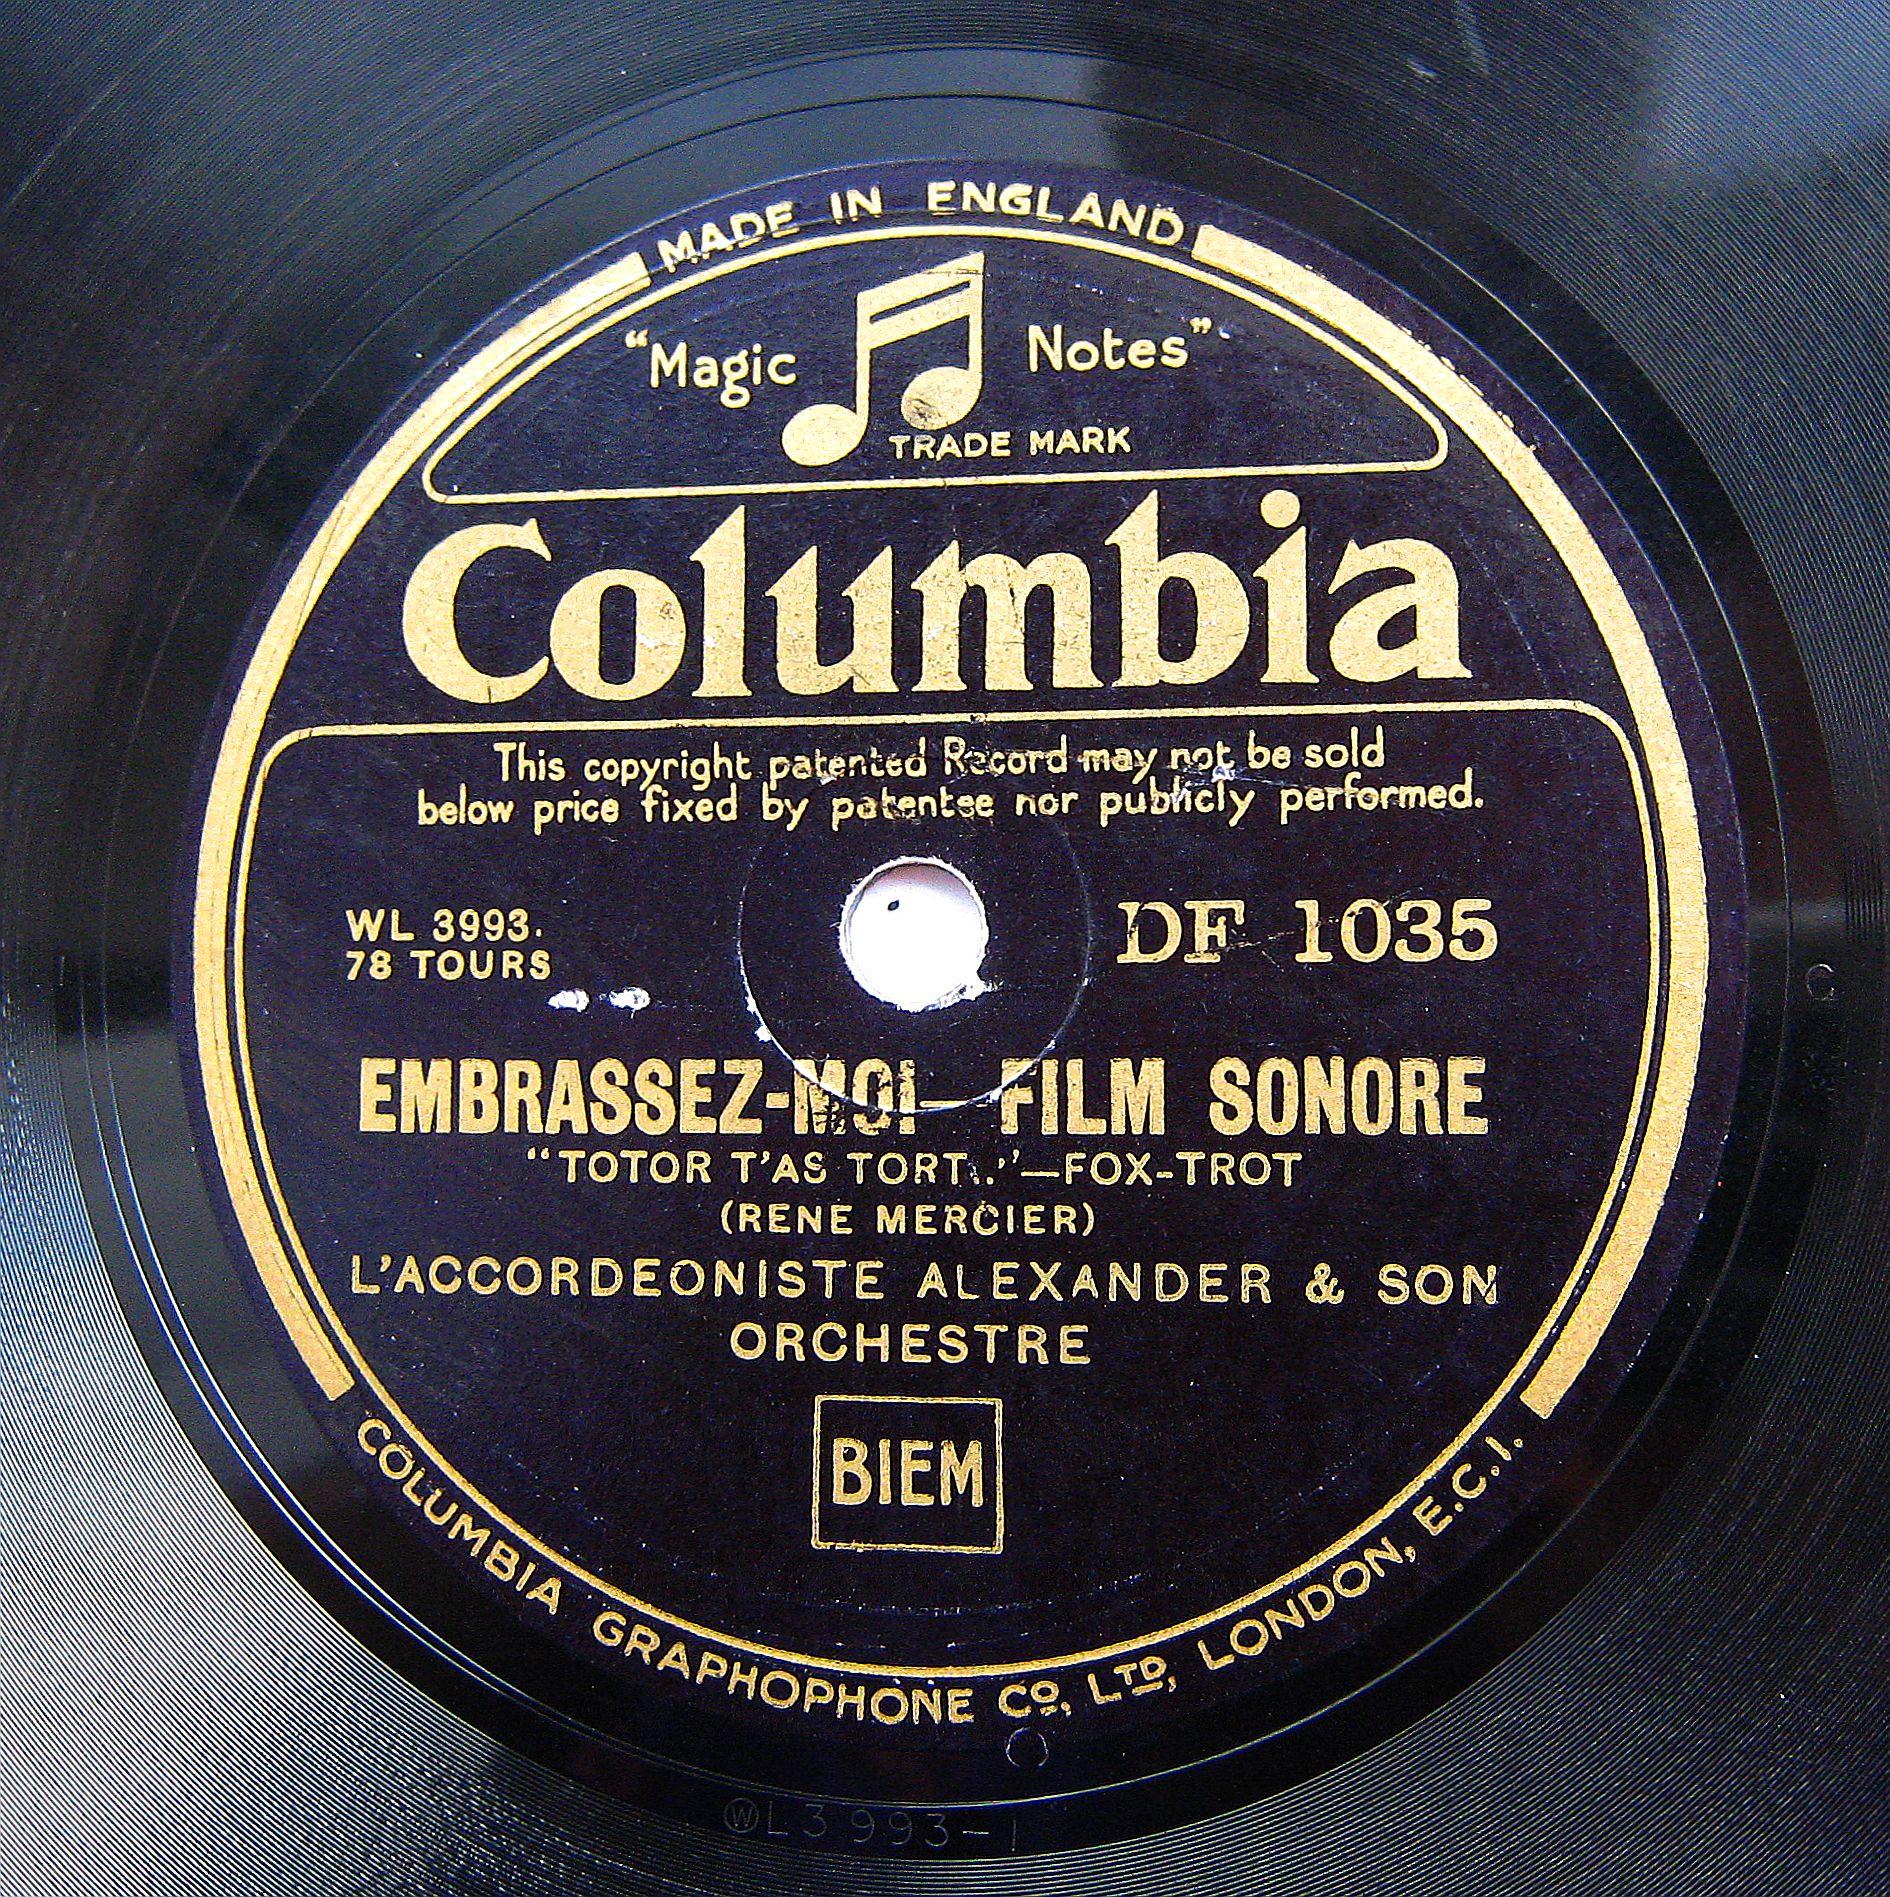 MADE IN ENGLAND
"Magic Notes"
TRADE MARK
Columbia
This copyright patented Record may not be sold
below price fixed by patentee nor publicly performed.
WL 3993.
78 TOURS
DF 1035
EMBRASSEZ-MOI—FILM SONORE
"TOTOR T'AS TORT..."—FOX-TROT
(RENE MERCIER)
L'ACCORDEONISTE ALEXANDER & SON
ORCHESTRE
BIEM
COLUMBIA GRAPHOPHONE CO. LTD, LONDON, E.C.1.
ⓌL3993-1